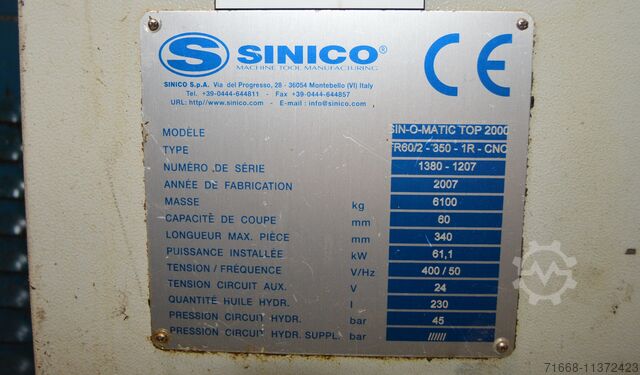 S SINICO®
MACHINE TOOL MANUFACTURING
CE
SINICO S.p.A. Via del Progresso, 28 - 36054 Montebello (VI) Italy
Tel. +39-0444-644811 - Fax +39-0444-644857
URL: http//www.sinico.com - E-mail : info@sinico.com
MODÈLE SIN-O-MATIC TOP 2000
TYPE TR60/2 - 350 - 1R - CNC
NUMÉRO DE SÉRIE 1380 - 1207
ANNÉE DE FABRICATION 2007
MASSE kg 6100
CAPACITÉ DE COUPE mm 60
LONGUEUR MAX. PIÈCE mm 340
PUISSANCE INSTALLÉE kW 61,1
TENSION / FRÉQUENCE V/Hz 400 / 50
TENSION CIRCUIT AUX. V 24
QUANTITÉ HUILE HYDR. l 230
PRESSION CIRCUIT HYDR. bar 45
PRESSION CIRCUIT HYDR. SUPPL. bar //////
71668-11372423